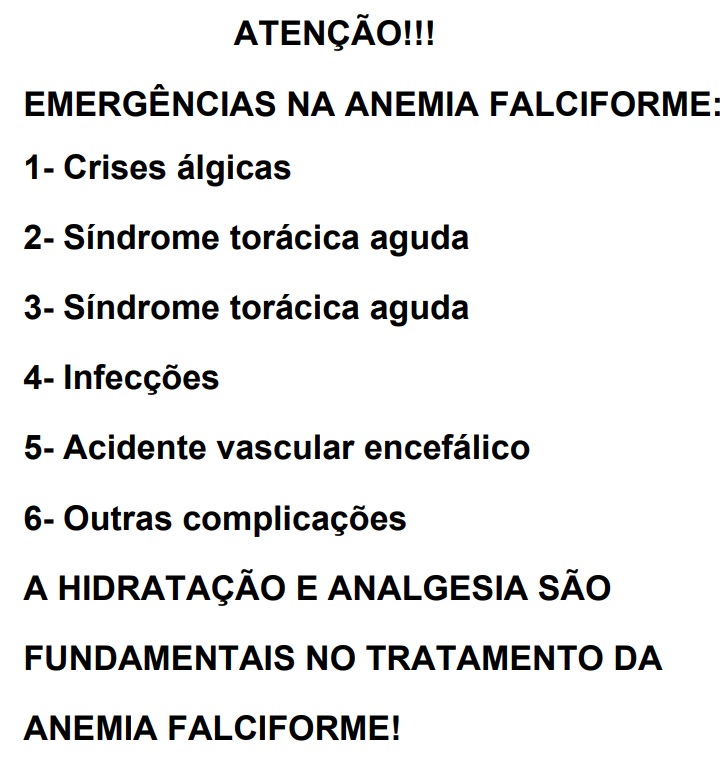 ATENÇÃO!!!
EMERGÊNCIAS NA ANEMIA FALCIFORME:
1- Crises álgicas
2- Síndrome torácica aguda
3- Síndrome torácica aguda
4- Infecções
5- Acidente vascular encefálico
6- Outras complicações
A HIDRATAÇÃO E ANALGESIA SÃO
FUNDAMENTAIS NO TRATAMENTO DA
ANEMIA FALCIFORME!